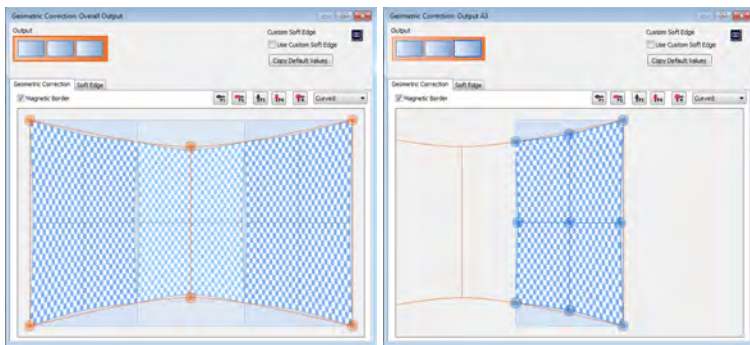 Geometric Correction: Overall Output
Output
Custom Soft Edge
Use Custom Soft Edge
Copy Default Values
Geometric Correction
Soft Edge
Magnetic Border
Curved
Geometric Correction: Output A3
Output
Custom Soft Edge
Use Custom Soft Edge
Copy Default Values
Geometric Correction
Soft Edge
Magnetic Border
Curved